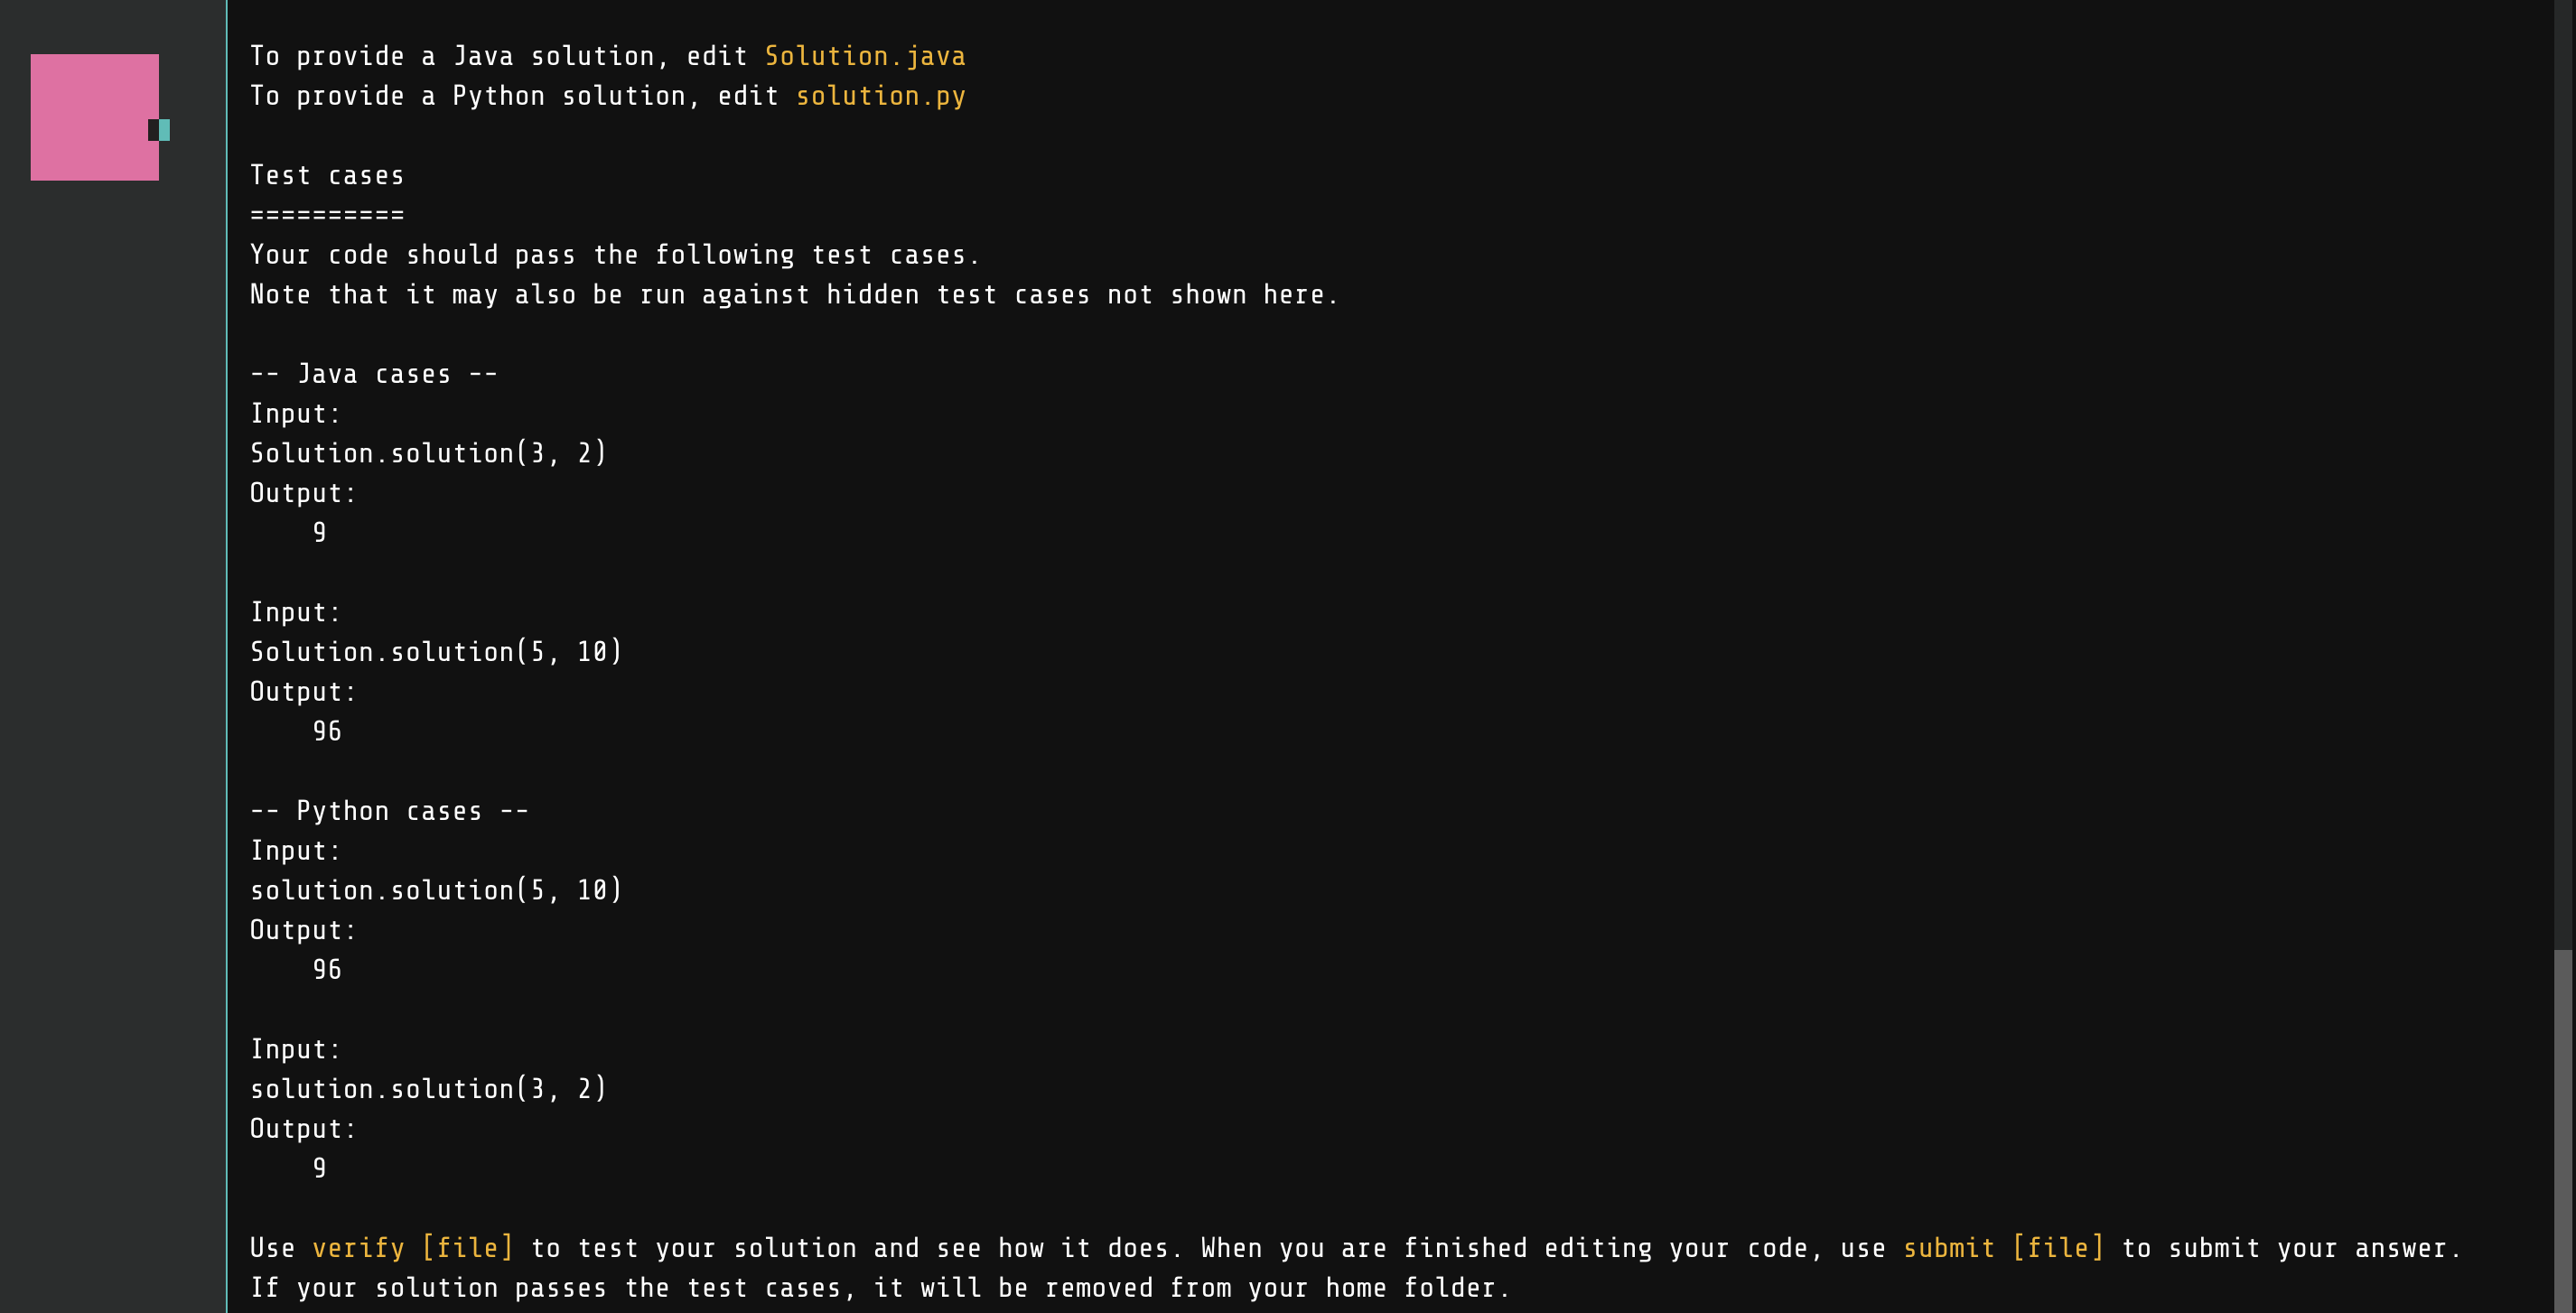 To provide a Java solution, edit Solution.java
To provide a Python solution, edit solution.py
Test cases
==========
Your code should pass the following test cases.
Note that it may also be run against hidden test cases not shown here.
-- Java cases --
Input:
Solution.solution(3, 2)
Output:
9
Input:
Solution.solution(5, 10)
Output:
96
-- Python cases --
Input:
solution.solution(5, 10)
Output:
96
Input:
solution.solution(3, 2)
Output:
9
Use verify [file] to test your solution and see how it does. When you are finished editing your code, use submit [file] to submit your answer.
If your solution passes the test cases, it will be removed from your home folder.